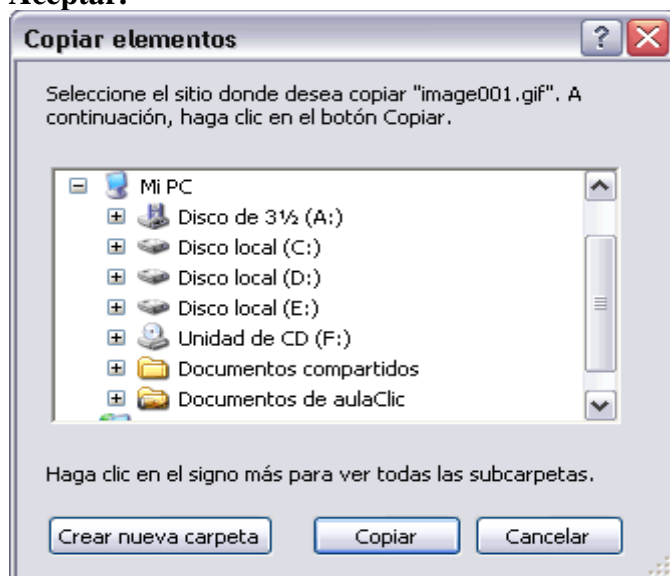 Aceptar.
Copiar elementos
Seleccione el sitio donde desea copiar "image001.gif". A
continuación, haga clic en el botón Copiar.
Mi PC
Disco de 3½ (A:)
Disco local (C:)
Disco local (D:)
Disco local (E:)
Unidad de CD (F:)
Documentos compartidos
Documentos de aulaClic
Haga clic en el signo más para ver todas las subcarpetas.
Crear nueva carpeta Copiar Cancelar